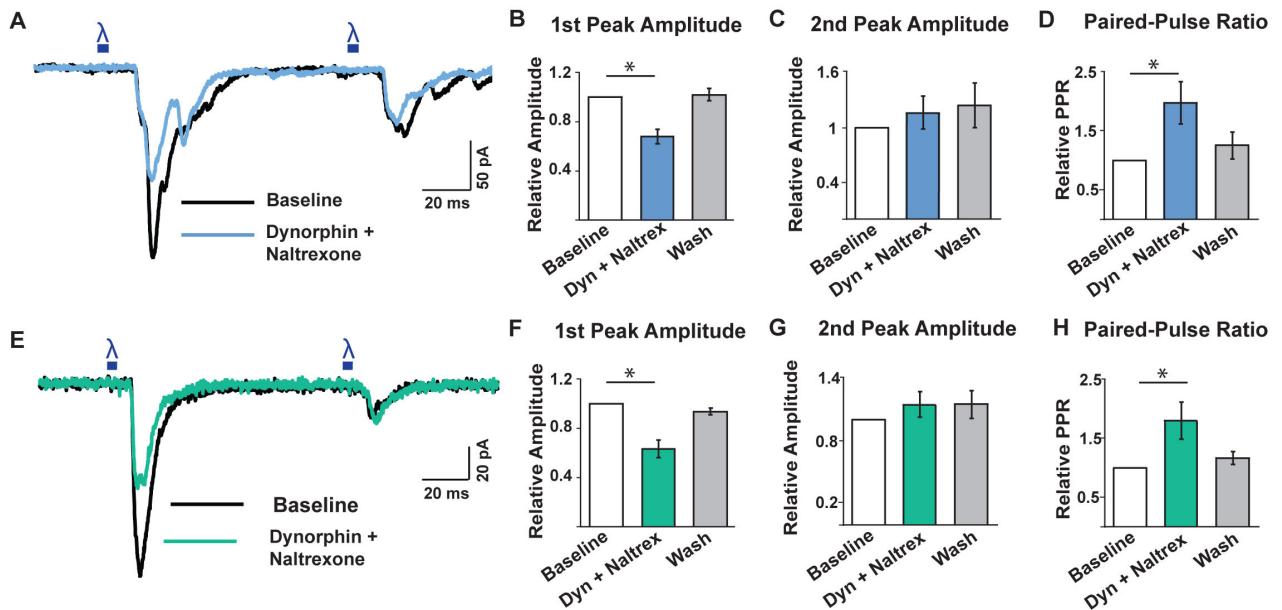 A
λ
λ
50 pA
20 ms
Baseline
Dynorphin +
Naltrexone
B
1st Peak Amplitude
Relative Amplitude
1.2
0.8
0.4
*
Baseline
Dyn + Naltrex
Wash
C
2nd Peak Amplitude
Relative Amplitude
1.6
1
0.4
Baseline
Dyn + Naltrex
Wash
D
Paired-Pulse Ratio
Relative PPR
2.5
1.5
0.5
*
Baseline
Dyn + Naltrex
Wash
E
λ
λ
20 pA
20 ms
Baseline
Dynorphin +
Naltrexone
F
1st Peak Amplitude
Relative Amplitude
1.2
0.8
0.4
*
Baseline
Dyn + Naltrex
Wash
G
2nd Peak Amplitude
Relative Amplitude
1.4
0.8
0.2
Baseline
Dyn + Naltrex
Wash
H
Paired-Pulse Ratio
Relative PPR
2.5
1.5
0.5
*
Baseline
Dyn + Naltrex
Wash